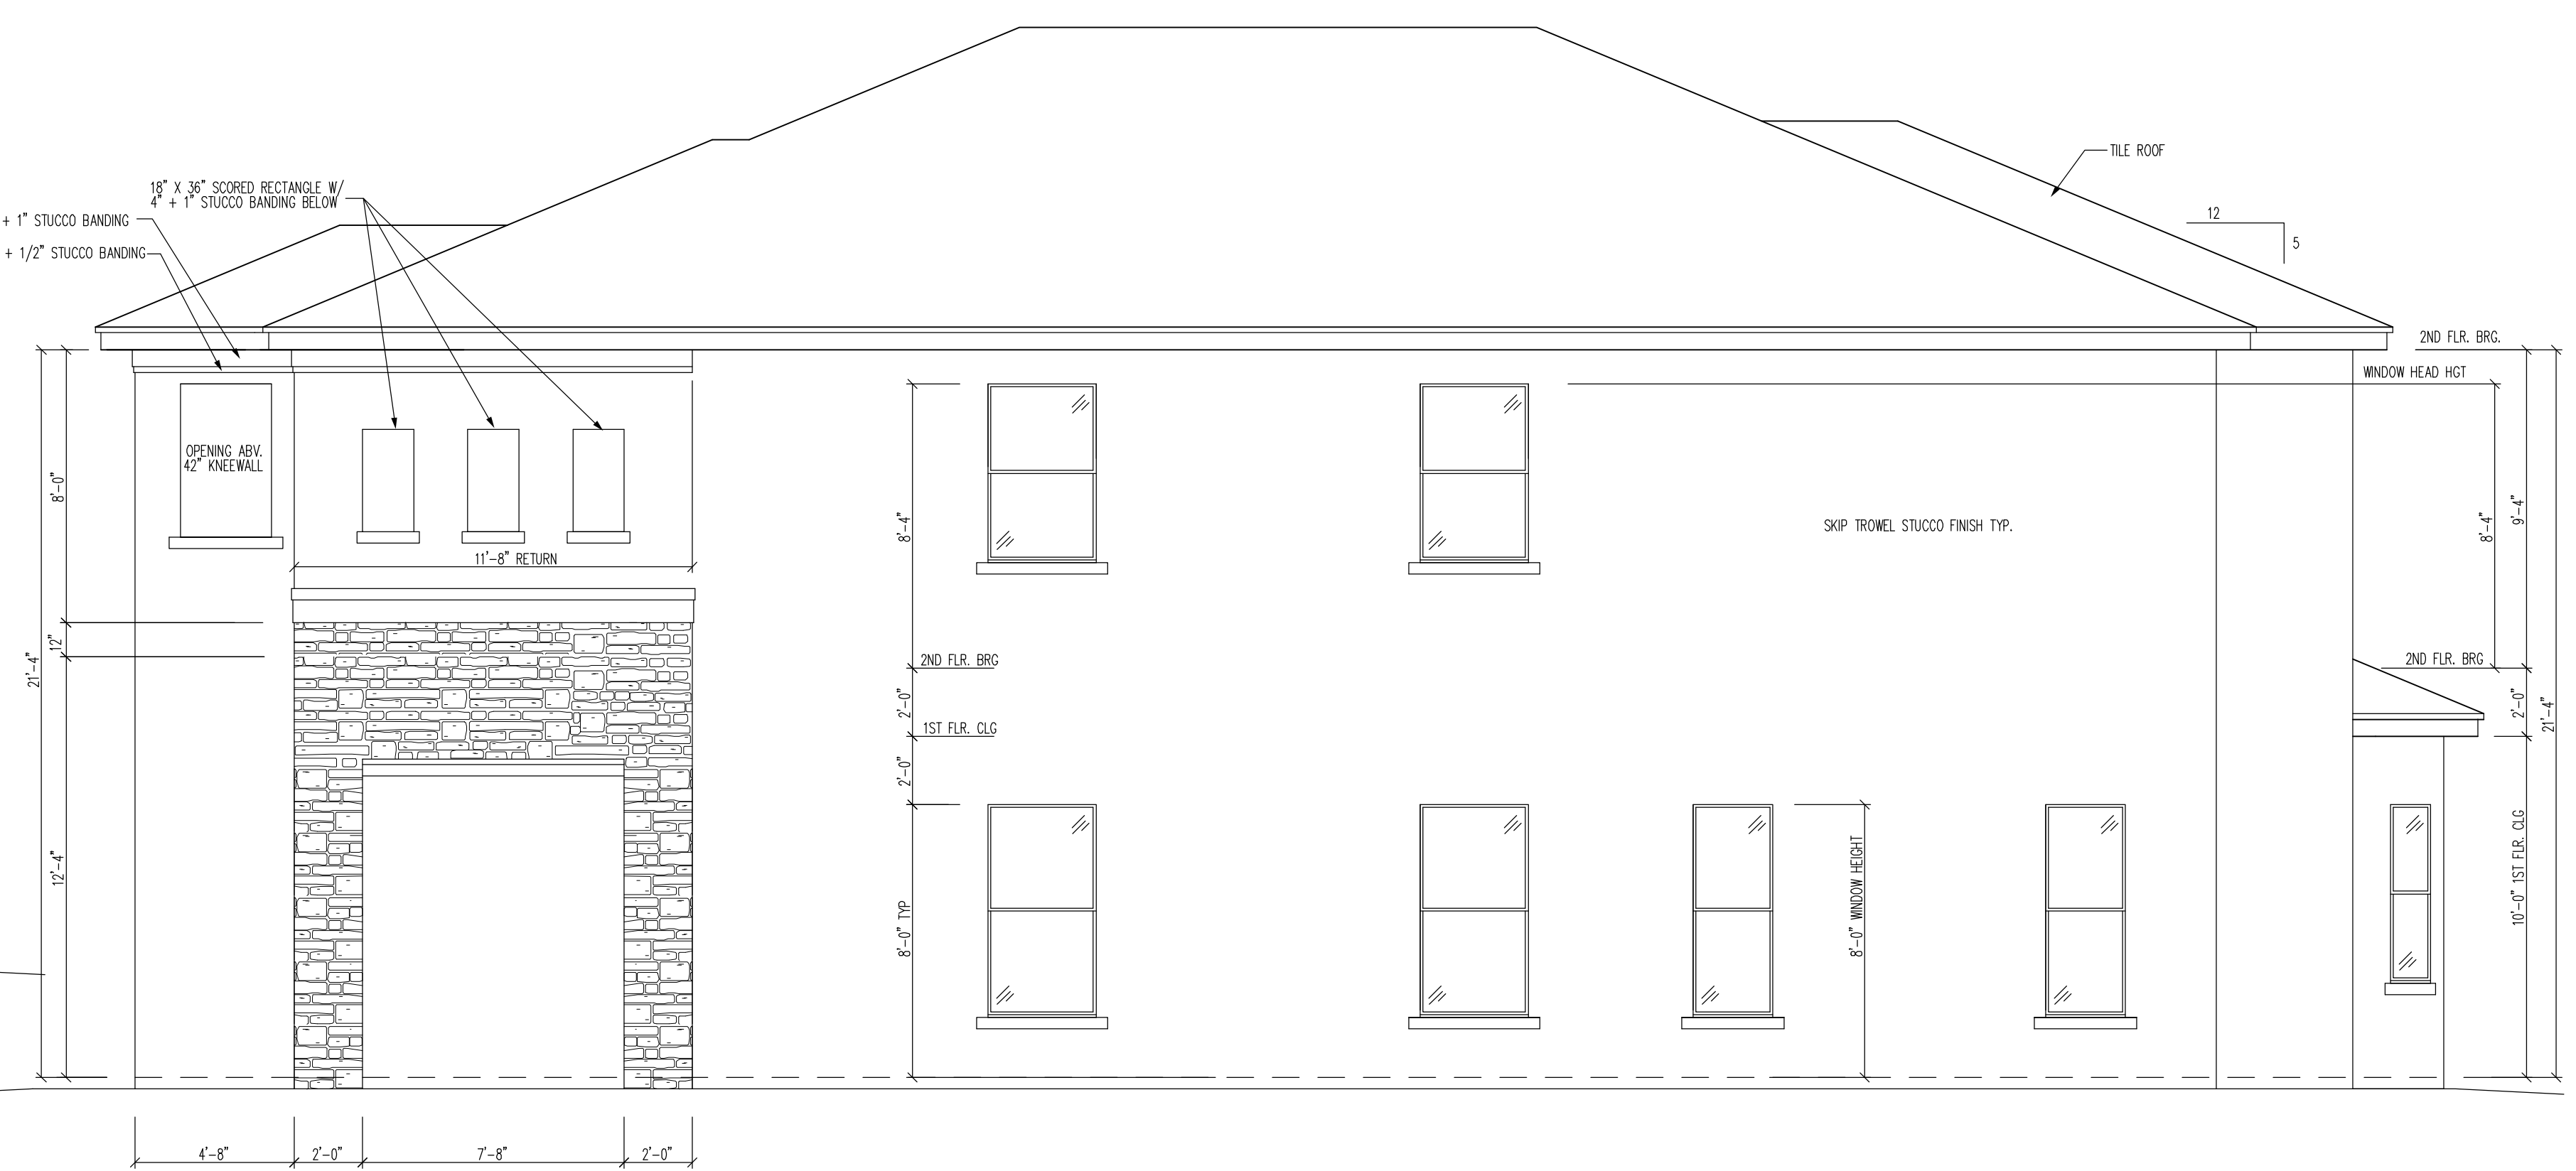 TILE ROOF
18" X 36" SCORED RECTANGLE W/
4" + 1" STUCCO BANDING BELOW
+ 1" STUCCO BANDING
+ 1/2" STUCCO BANDING
12
5
2ND FLR. BRG.
WINDOW HEAD HGT
OPENING ABV.
42" KNEEWALL
8'-0"
12"
21'-4"
12'-4"
11'-8" RETURN
8'-4"
2ND FLR. BRG
2'-0"
1ST FLR. CLG
2'-0"
8'-0" TYP
SKIP TROWEL STUCCO FINISH TYP.
8'-0" WINDOW HEIGHT
8'-4"
9'-4"
2ND FLR. BRG
2'-0"
21'-4"
10'-0" 1ST FLR. CLG
4'-8"
2'-0"
7'-8"
2'-0"